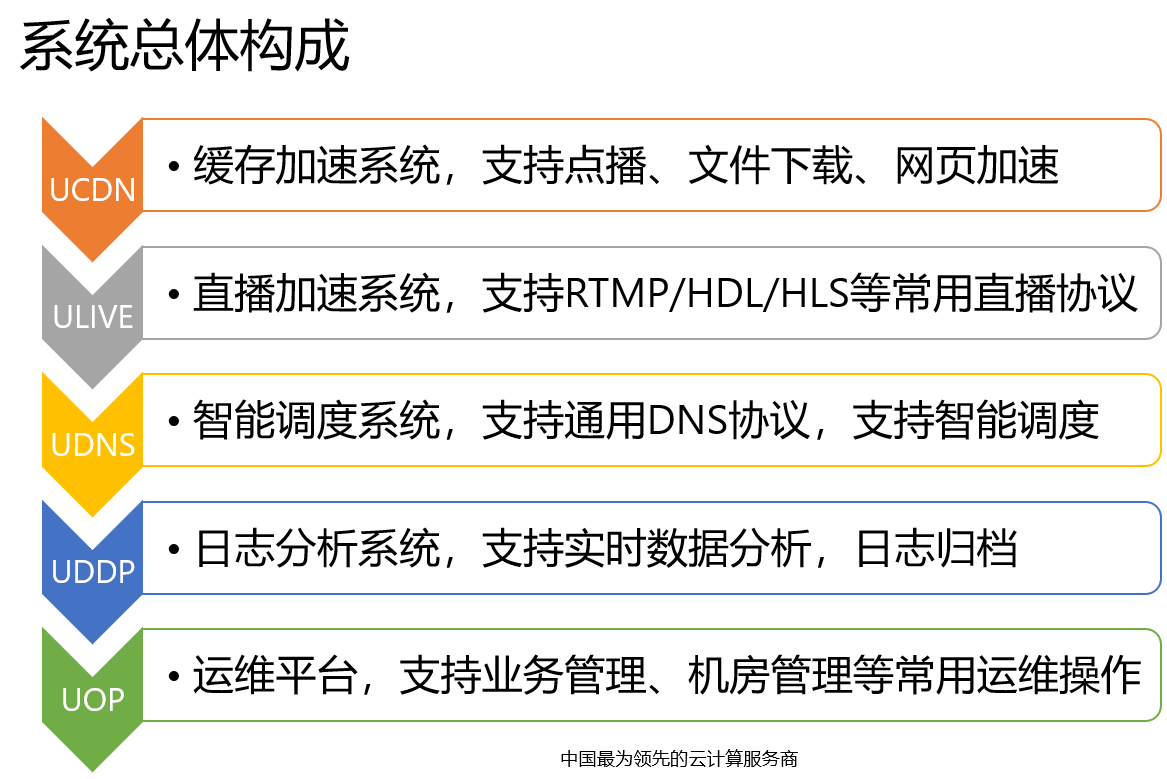 系统总体构成
UCDN
• 缓存加速系统，支持点播、文件下载、网页加速
ULIVE
• 直播加速系统，支持RTMP/HDL/HLS等常用直播协议
UDNS
• 智能调度系统，支持通用DNS协议，支持智能调度
UDDP
• 日志分析系统，支持实时数据分析，日志归档
UOP
• 运维平台，支持业务管理、机房管理等常用运维操作
中国最为领先的云计算服务商